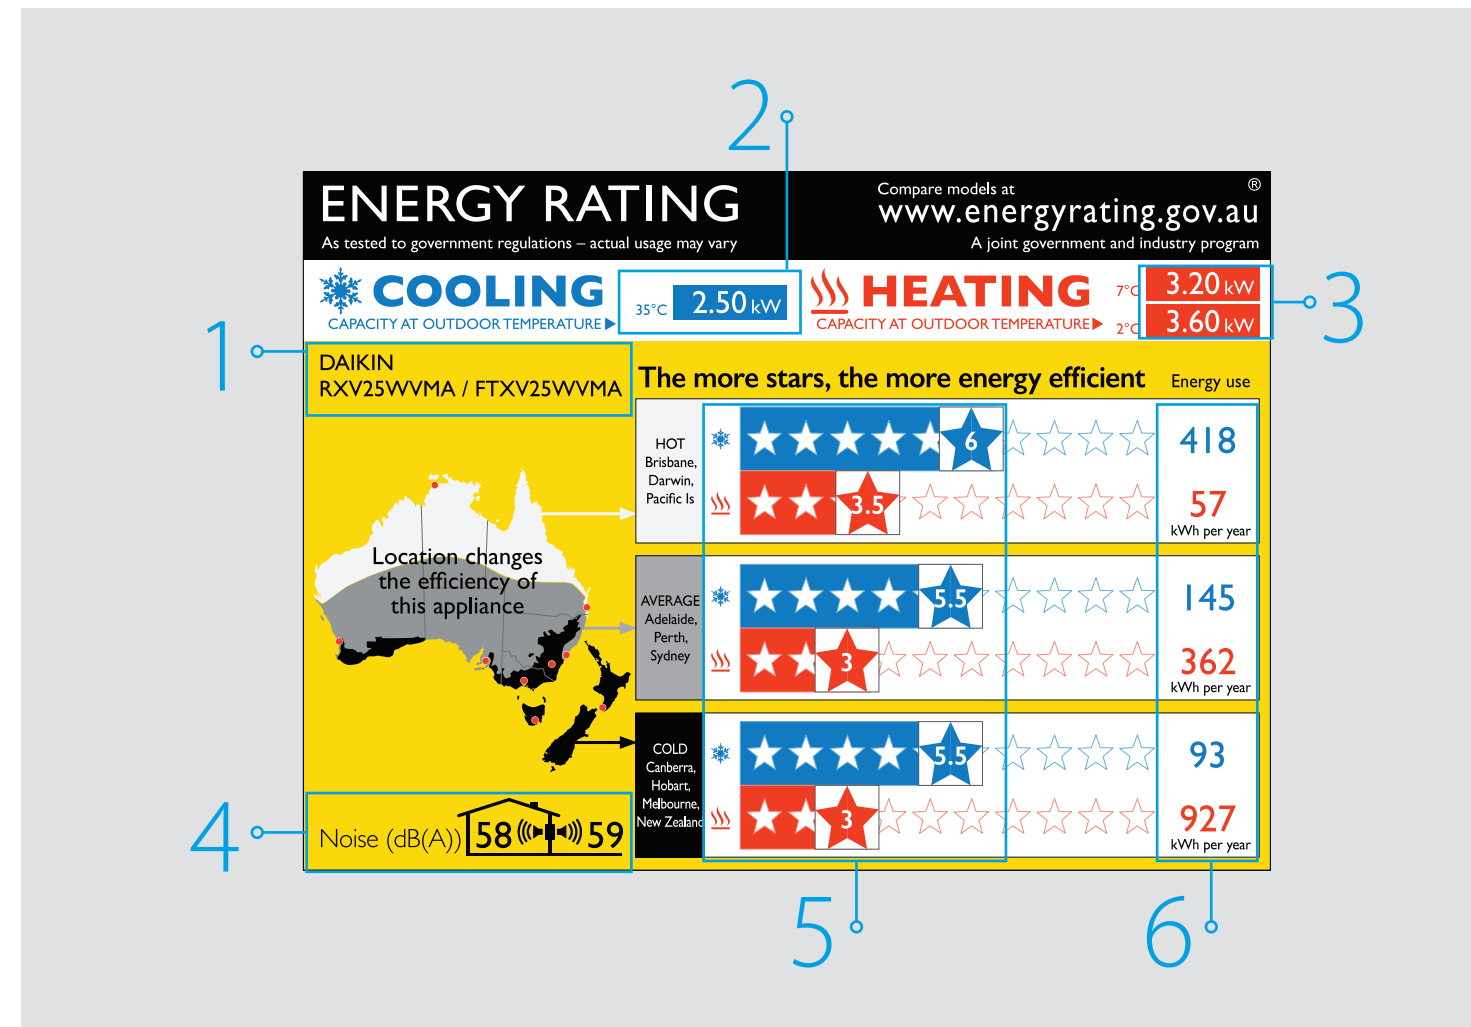 2
ENERGY RATING
As tested to government regulations – actual usage may vary
Compare models at
®
www.energyrating.gov.au
A joint government and industry program
COOLING
CAPACITY AT OUTDOOR TEMPERATURE
35°C 2.50 kW
HEATING
CAPACITY AT OUTDOOR TEMPERATURE
7°C 3.20 kW
2°C 3.60 kW
3
1
DAIKIN
RXV25WVMA / FTXV25WVMA
The more stars, the more energy efficient
Energy use
HOT
Brisbane,
Darwin,
Pacific Is
6
418
3.5
57
kWh per year
Location changes
the efficiency of
this appliance
AVERAGE
Adelaide,
Perth,
Sydney
5.5
145
3
362
kWh per year
COLD
Canberra,
Hobart,
Melbourne,
New Zealand
5.5
93
3
927
kWh per year
4
Noise (dB(A)) 58 59
5
6